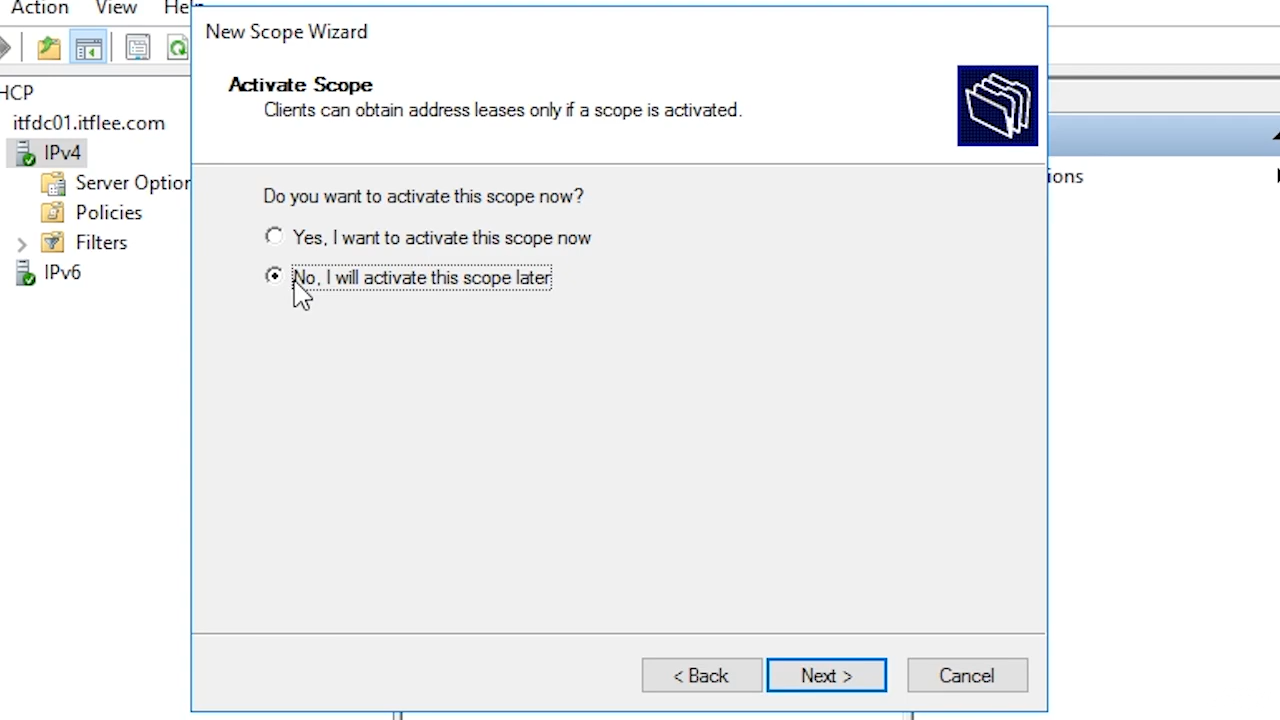 Action View Help
New Scope Wizard
Activate Scope
Clients can obtain address leases only if a scope is activated.
HCP
itfdc01.itflee.com
IPv4
Server Option
Policies
Filters
IPv6
ions
Do you want to activate this scope now?
Yes, I want to activate this scope now
No, I will activate this scope later
< Back Next > Cancel